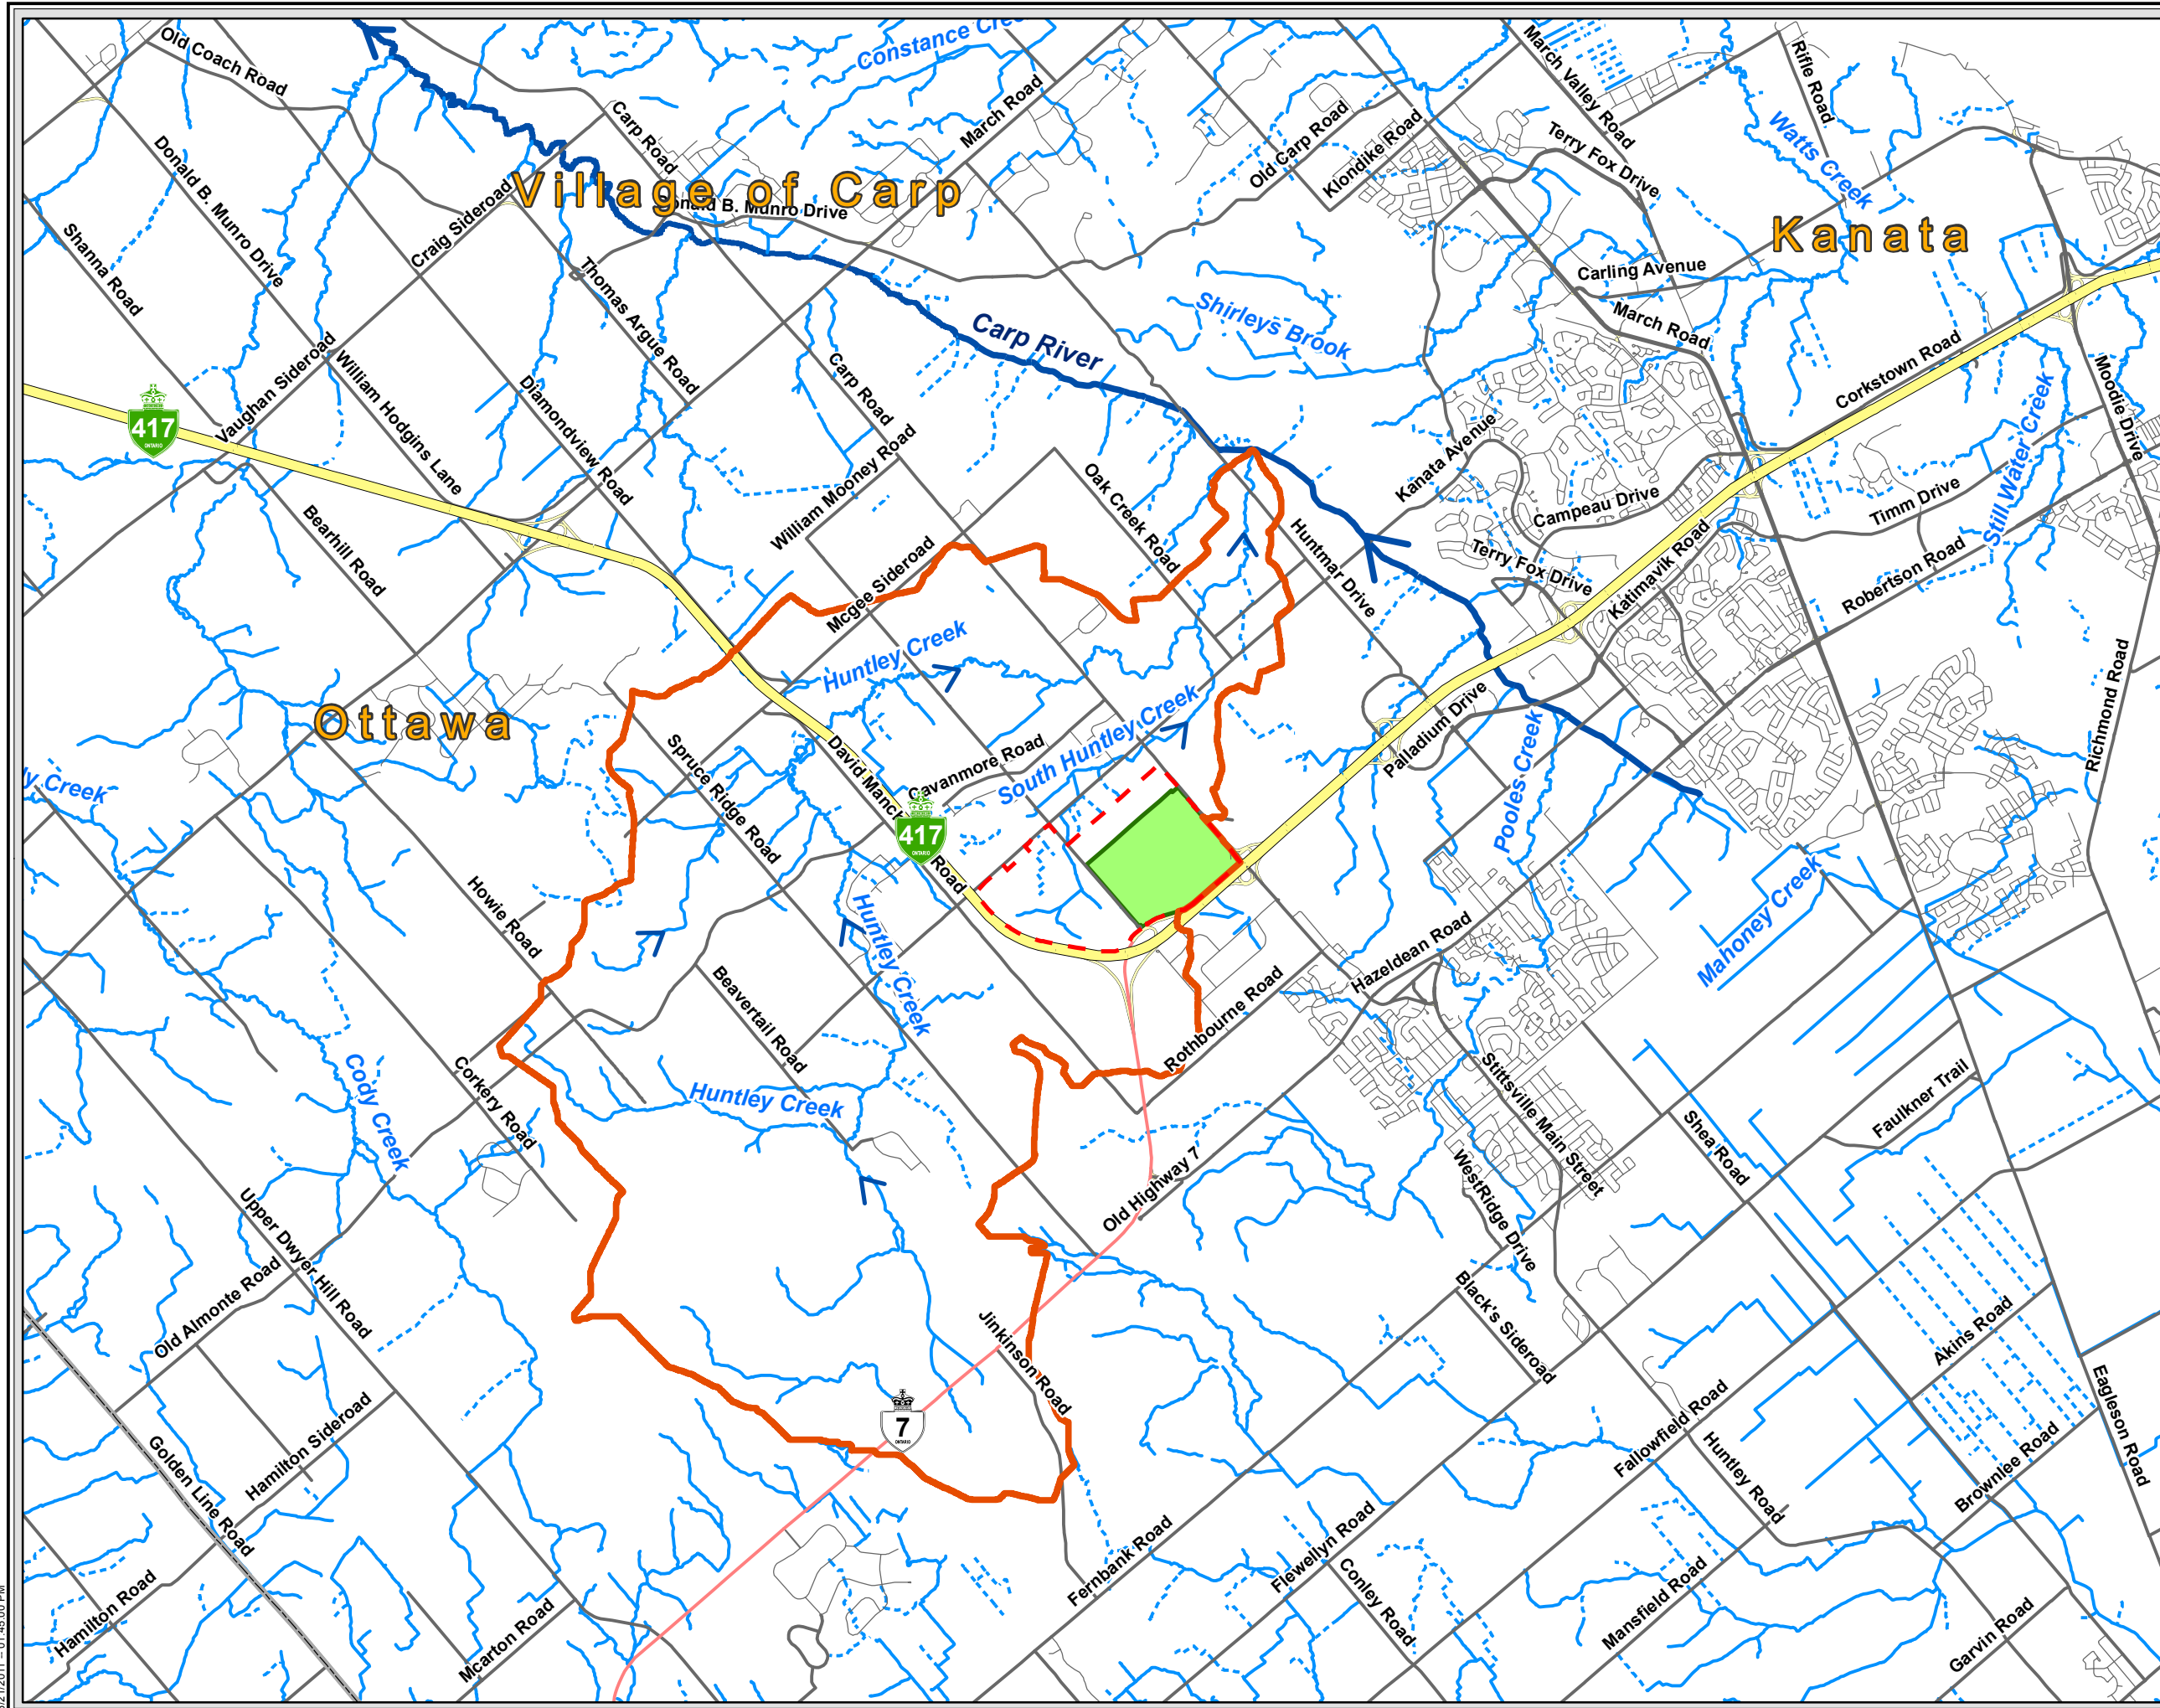 Constance Cre
Old Coach Road
March Valley Road
Rifle Road
Carp Road
March Road
Old Carp Road
Klondike Road
Terry Fox Drive
Watts Creek
Donald B. Munro Drive
Village of Carp
onald B. Munro Drive
Craig Sideroad
Kanata
Shanna Road
Thomas Argue Road
Carling Avenue
Shirleys Brook
March Road
Carp River
Vaughan Sideroad
William Hodgins Lane
Diamondview Road
Carp Road
Corkstown Road
Moodie Drive
Still Water Creek
417
ONTARIO
William Mooney Road
Kanata Avenue
Oak Creek Road
Campeau Drive
Timm Drive
Bearhill Road
Huntmar Drive
Terry Fox Drive
Katimavik Road
Robertson Road
Mcgee Sideroad
Huntley Creek
Richmond Road
Ottawa
South Huntley Creek
Palladium Drive
Pooles Creek
Spruce Ridge Road
David Manch
Road
Cavanmore Road
417
ONTARIO
y Creek
Howie Road
Huntley Creek
Hazeldean Road
Mahoney Creek
Beavertail Road
Rothbourne Road
Cody Creek
Corkery Road
Huntley Creek
Stittsville Main Street
Faulkner Trail
Shea Road
Old Highway 7
WestRidge Drive
Upper Dwyer Hill Road
Old Almonte Road
Black's Sideroad
Jinkinson Road
Akins Road
Hamilton Sideroad
7
ONTARIO
Eagleson Road
Fallowfield Road
Huntley Road
Brownlee Road
Golden Line Road
Fernbank Road
Flewellyn Road
Conley Road
Mansfield Road
Hamilton Road
Mcarton Road
Garvin Road